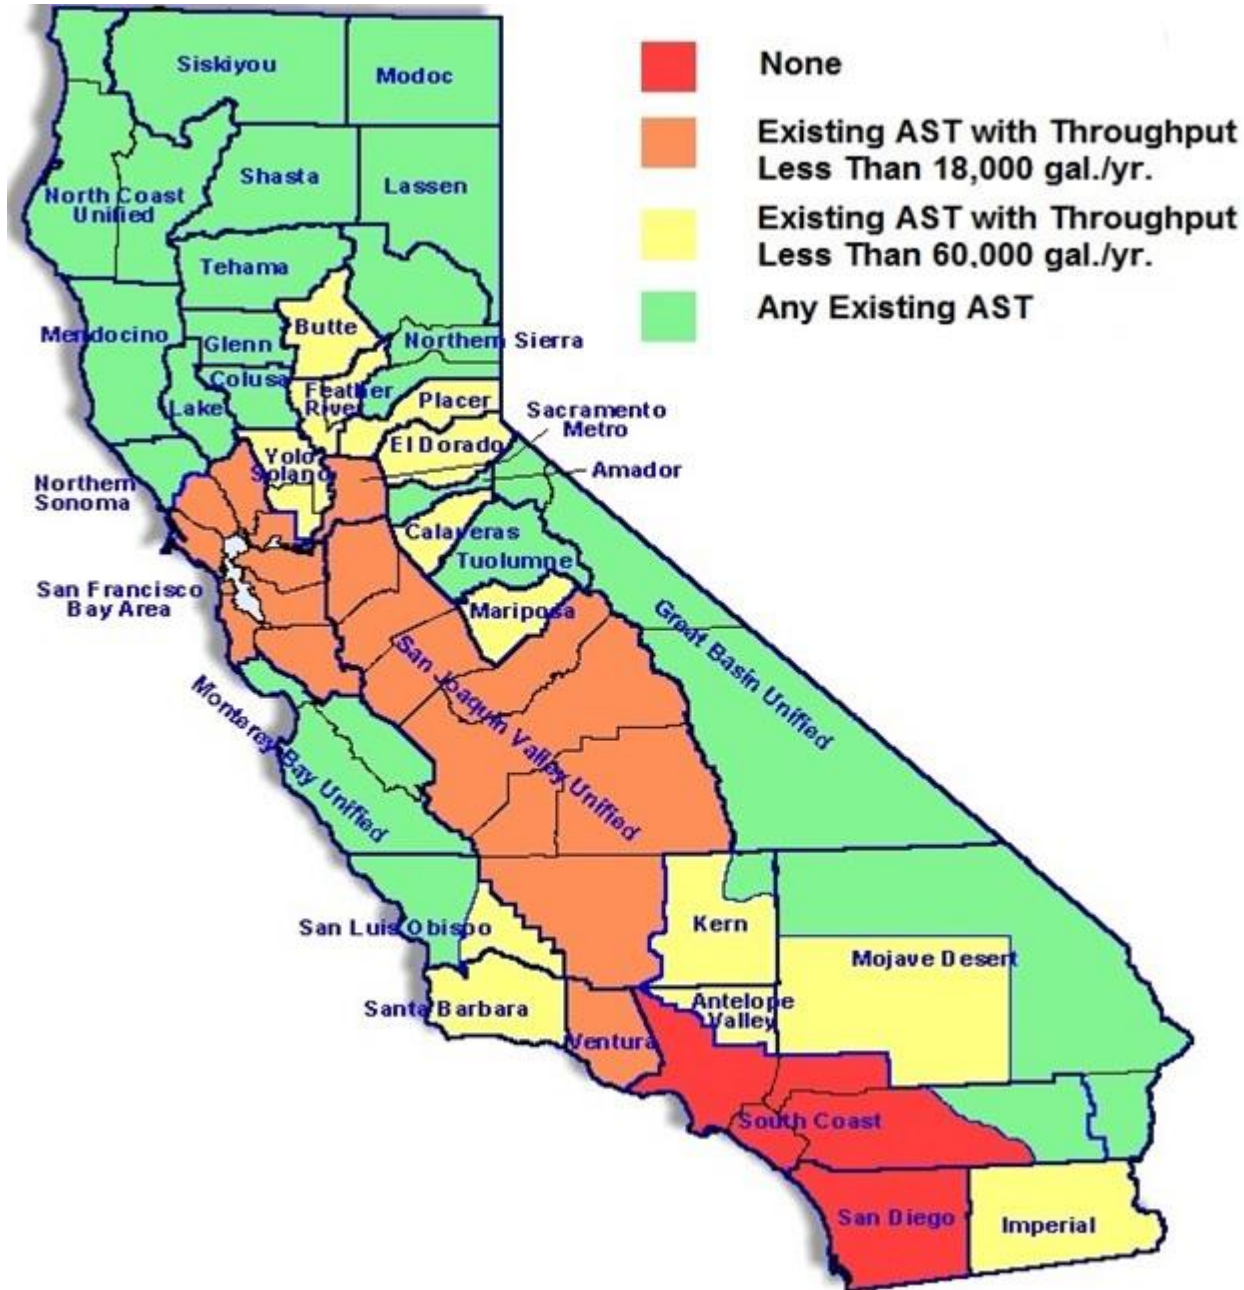 None
Existing AST with Throughput
Less Than 18,000 gal./yr.
Existing AST with Throughput
Less Than 60,000 gal./yr.
Any Existing AST
Siskiyou
Modoc
Shasta
Lassen
North Coast
Unified
Tehama
Butte
Mendocino
Glenn
Northern Sierra
Colusa
Feather
River
Lake
Placer
Sacramento
Metro
El Dorado
Yolo
Solano
Amador
Northern
Sonoma
Calaveras
Tuolumne
San Francisco
Bay Area
Mariposa
Great Basin Unified
San Joaquin Valley Unified
Monterey Bay Unified
San Luis Obispo
Kern
Mojave Desert
Santa Barbara
Antelope
Valley
Ventura
South Coast
San Diego
Imperial